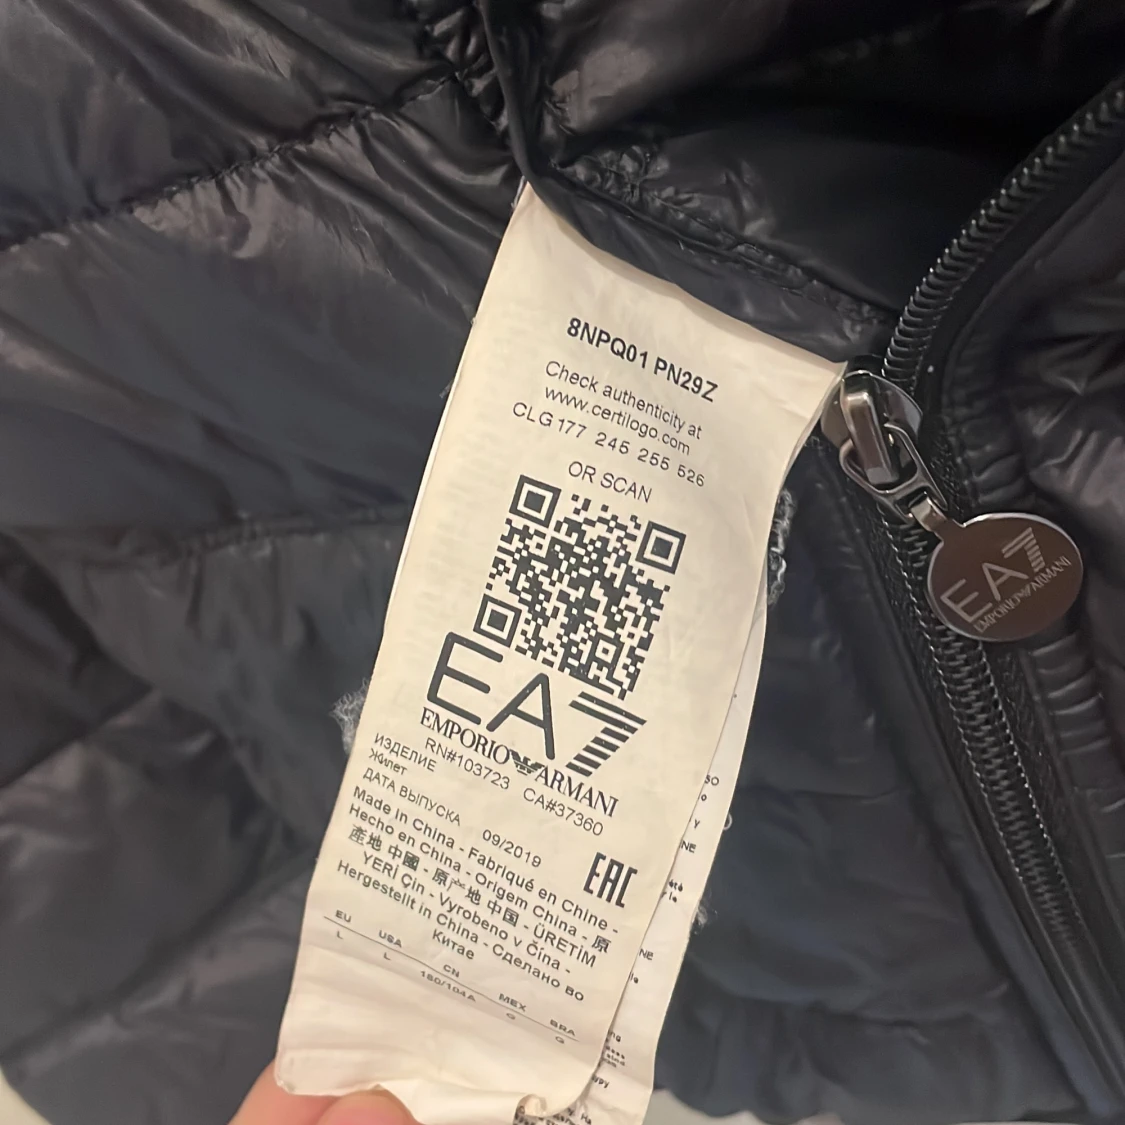 8NPQ01 PN29Z
Check authenticity at
www.certilogo.com
CLG 177 245 255 526
OR SCAN
EA7
EMPORIO ARMANI
RN#103723 CA#37360
ИЗДЕЛИЕ
Жилет
ДАТА ВЫПУСКА 09/2019
EAC
Made in China - Fabriqué en Chine -
Hecho en China - Origem China - 原
產地 中國 - 原产地 中国 - ÜRETİM
YERİ Çin - Vyrobeno v Čína -
Hergestellt in China - Сделано во
Китае
EU USA CN MEX BRA
L L 180/104A G G
EA7
EMPORIO ARMANI